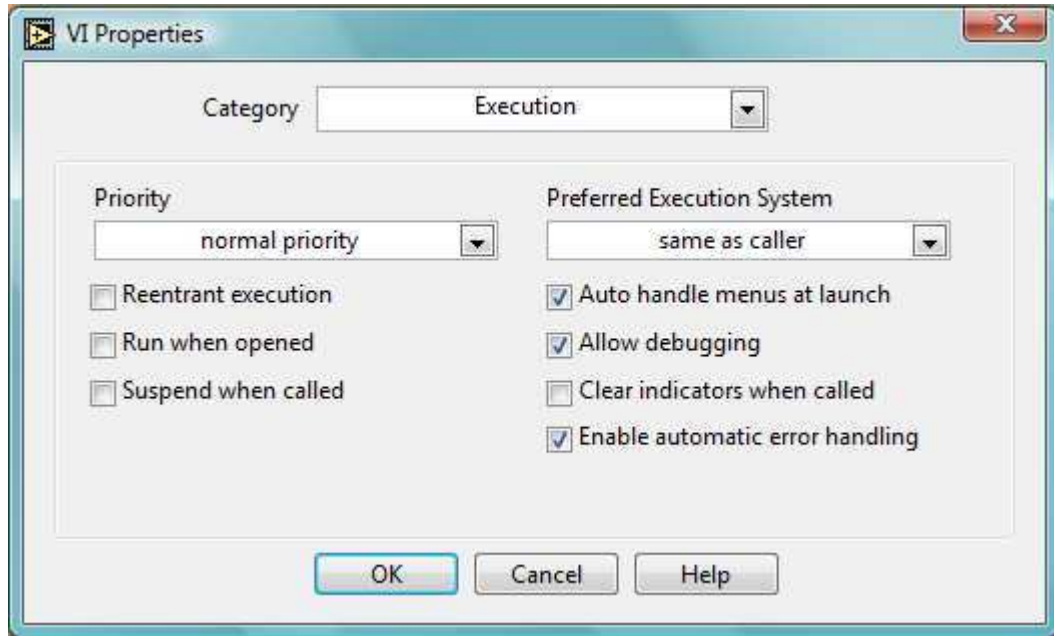 VI Properties
Category
Execution
Priority
Preferred Execution System
normal priority
same as caller
Reentrant execution
Auto handle menus at launch
Run when opened
Allow debugging
Suspend when called
Clear indicators when called
Enable automatic error handling
OK
Cancel
Help